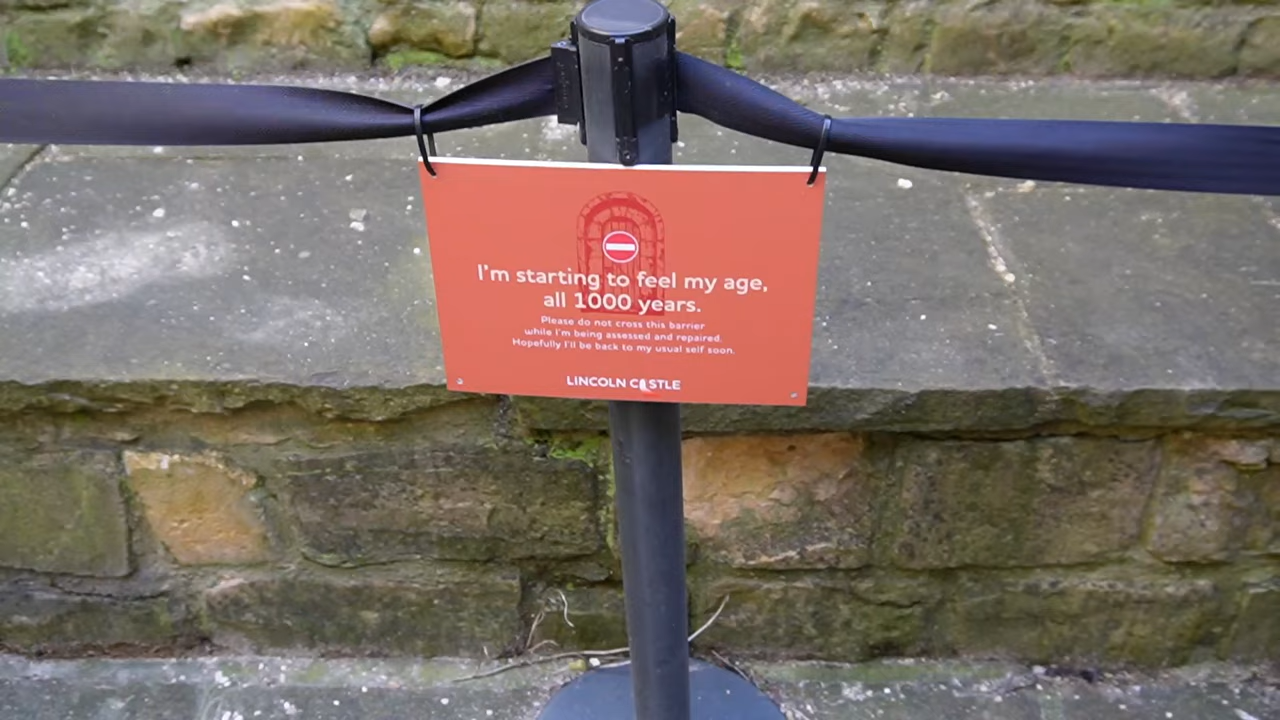 I'm starting to feel my age,
all 1000 years.
Please do not cross this barrier
while I'm being assessed and repaired.
Hopefully I'll be back to my usual self soon.
LINCOLN CASTLE